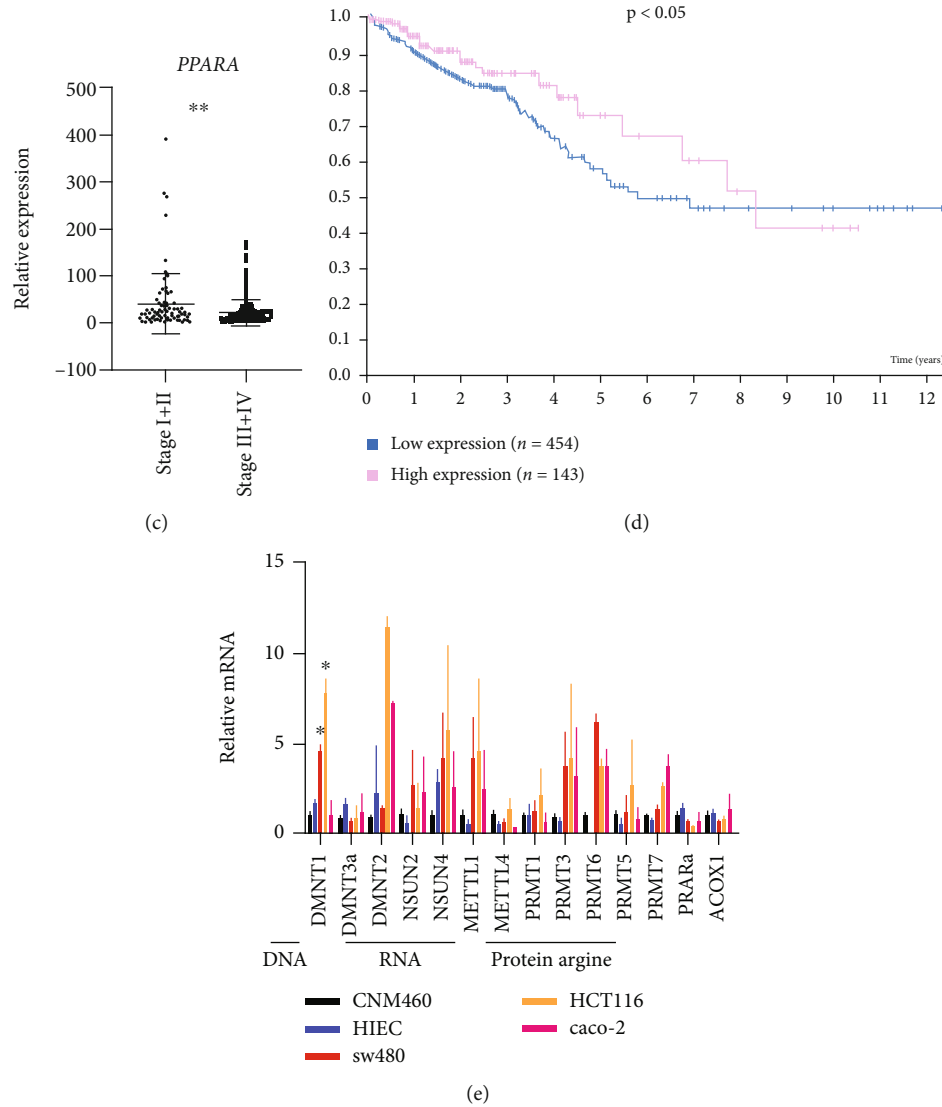 PPARA
**
500
400
300
200
100
0
–100
Relative expression
Stage I+II
Stage III+IV
(c)
p < 0.05
1.0
0.9
0.8
0.7
0.6
0.5
0.4
0.3
0.2
0.1
0.0
Time (years)
0 1 2 3 4 5 6 7 8 9 10 11 12
Low expression (n = 454)
High expression (n = 143)
(d)
15
10
5
0
Relative mRNA
*
*
DMNT1
DMNT3a
DMNT2
NSUN2
NSUN4
METTL1
METTL4
PRMT1
PRMT3
PRMT6
PRMT5
PRMT7
PRARa
ACOX1
DNA RNA Protein argine
CNM460 HCT116
HIEC caco-2
sw480
(e)